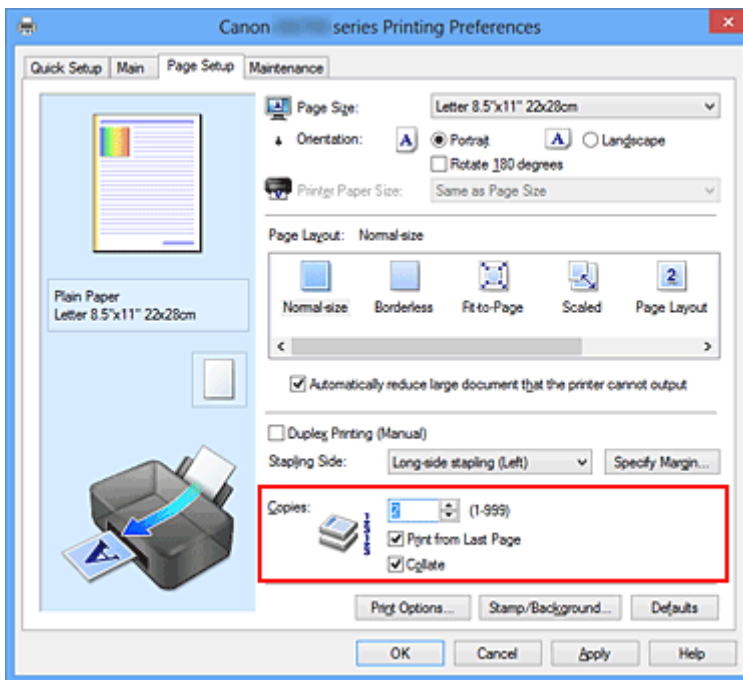 Canon series Printing Preferences
Quick Setup Main Page Setup Maintenance
Page Size: Letter 8.5"x11" 22x28cm
Orientation: A Portrait A Landscape
Rotate 180 degrees
Printer Paper Size: Same as Page Size
Page Layout: Normal-size
Normal-size Borderless Fit-to-Page Scaled Page Layout
Plain Paper
Letter 8.5"x11" 22x28cm
Automatically reduce large document that the printer cannot output
Duplex Printing (Manual)
Stapling Side: Long-side stapling (Left) Specify Margin...
Copies: 2 (1-999)
Print from Last Page
Collate
Print Options... Stamp/Background... Defaults
OK Cancel Apply Help